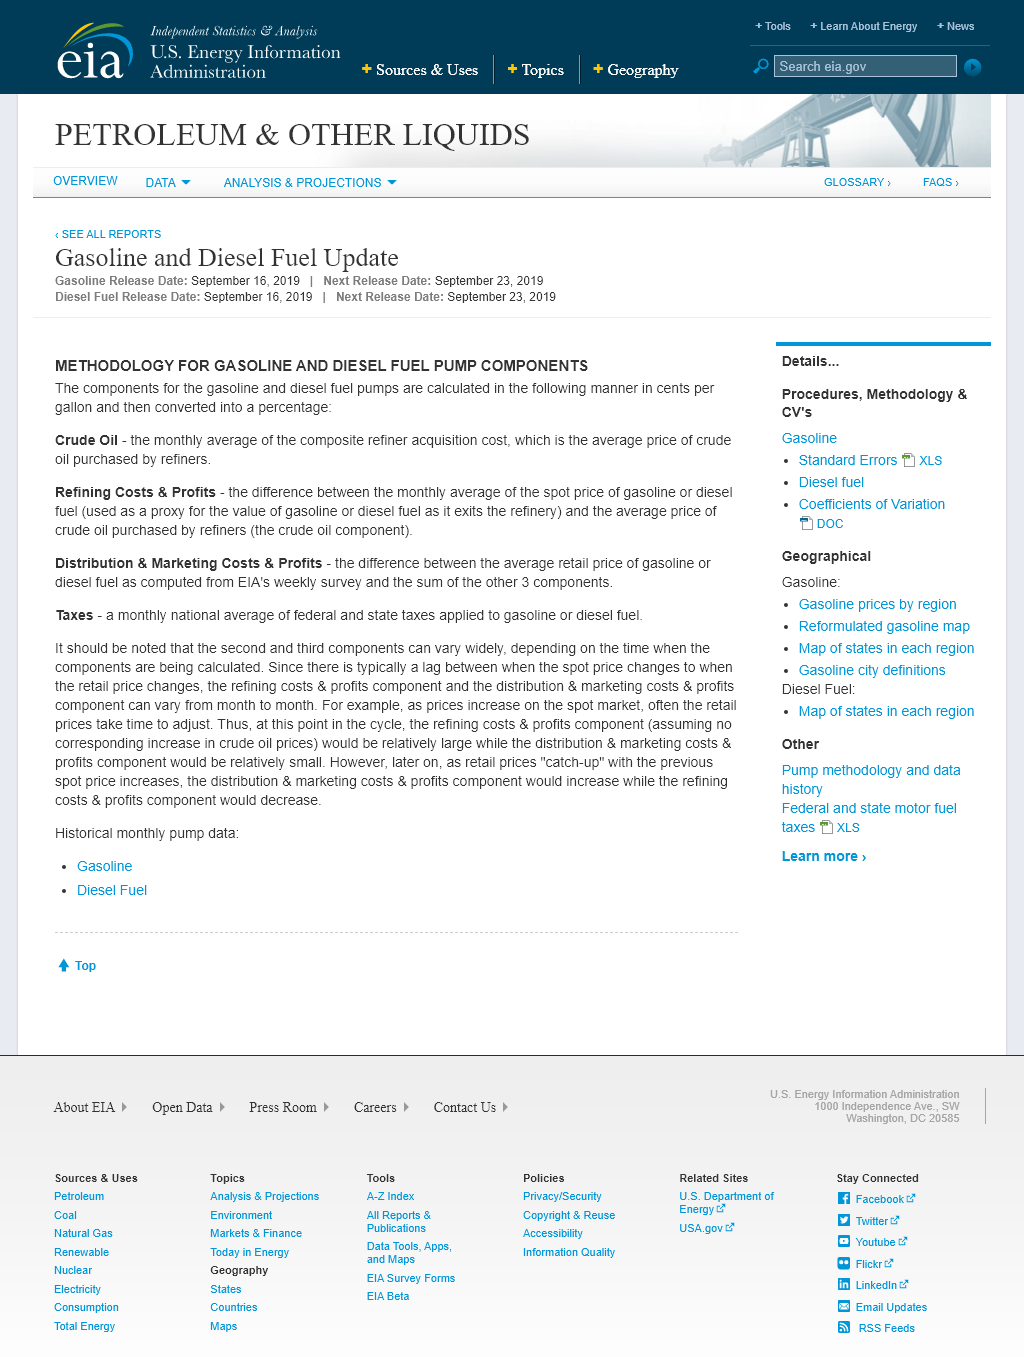 Independent Statistics & Analysis
U.S. Energy Information
Administration
eia
+ Sources & Uses
+ Topics
+ Geography
+ Tools
+ Learn About Energy
+ News
Search eia.gov
PETROLEUM & OTHER LIQUIDS
OVERVIEW
DATA
ANALYSIS & PROJECTIONS
GLOSSARY ›
FAQS ›
‹ SEE ALL REPORTS
Gasoline and Diesel Fuel Update
Gasoline Release Date: September 16, 2019 | Next Release Date: September 23, 2019
Diesel Fuel Release Date: September 16, 2019 | Next Release Date: September 23, 2019
METHODOLOGY FOR GASOLINE AND DIESEL FUEL PUMP COMPONENTS
The components for the gasoline and diesel fuel pumps are calculated in the following manner in cents per
gallon and then converted into a percentage:
Crude Oil - the monthly average of the composite refiner acquisition cost, which is the average price of crude
oil purchased by refiners.
Refining Costs & Profits - the difference between the monthly average of the spot price of gasoline or diesel
fuel (used as a proxy for the value of gasoline or diesel fuel as it exits the refinery) and the average price of
crude oil purchased by refiners (the crude oil component).
Distribution & Marketing Costs & Profits - the difference between the average retail price of gasoline or
diesel fuel as computed from EIA's weekly survey and the sum of the other 3 components.
Taxes - a monthly national average of federal and state taxes applied to gasoline or diesel fuel.
It should be noted that the second and third components can vary widely, depending on the time when the
components are being calculated. Since there is typically a lag between when the spot price changes to when
the retail price changes, the refining costs & profits component and the distribution & marketing costs & profits
component can vary from month to month. For example, as prices increase on the spot market, often the retail
prices take time to adjust. Thus, at this point in the cycle, the refining costs & profits component (assuming no
corresponding increase in crude oil prices) would be relatively large while the distribution & marketing costs &
profits component would be relatively small. However, later on, as retail prices "catch-up" with the previous
spot price increases, the distribution & marketing costs & profits component would increase while the refining
costs & profits component would decrease.
Historical monthly pump data:
• Gasoline
• Diesel Fuel
Top
Details...
Procedures, Methodology &
CV's
Gasoline
• Standard Errors XLS
• Diesel fuel
• Coefficients of Variation
DOC
Geographical
Gasoline:
• Gasoline prices by region
• Reformulated gasoline map
• Map of states in each region
• Gasoline city definitions
Diesel Fuel:
• Map of states in each region
Other
Pump methodology and data
history
Federal and state motor fuel
taxes XLS
Learn more ›
About EIA
Open Data
Press Room
Careers
Contact Us
U.S. Energy Information Administration
1000 Independence Ave., SW
Washington, DC 20585
Sources & Uses
Petroleum
Coal
Natural Gas
Renewable
Nuclear
Electricity
Consumption
Total Energy
Topics
Analysis & Projections
Environment
Markets & Finance
Today in Energy
Geography
States
Countries
Maps
Tools
A-Z Index
All Reports &
Publications
Data Tools, Apps,
and Maps
EIA Survey Forms
EIA Beta
Policies
Privacy/Security
Copyright & Reuse
Accessibility
Information Quality
Related Sites
U.S. Department of
Energy
USA.gov
Stay Connected
Facebook
Twitter
Youtube
Flickr
LinkedIn
Email Updates
RSS Feeds